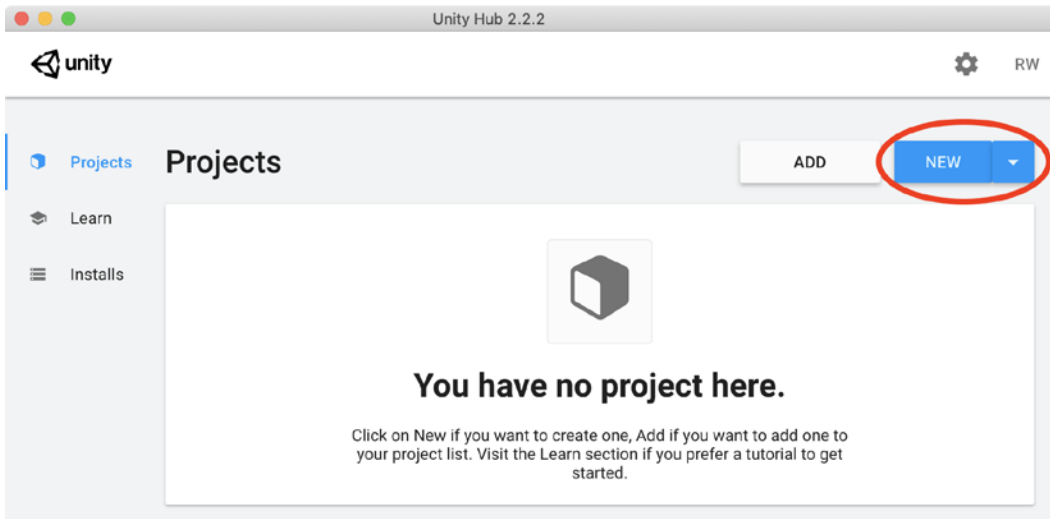 Unity Hub 2.2.2
unity
RW
Projects
Projects
ADD
NEW
Learn
Installs
You have no project here.
Click on New if you want to create one, Add if you want to add one to
your project list. Visit the Learn section if you prefer a tutorial to get
started.